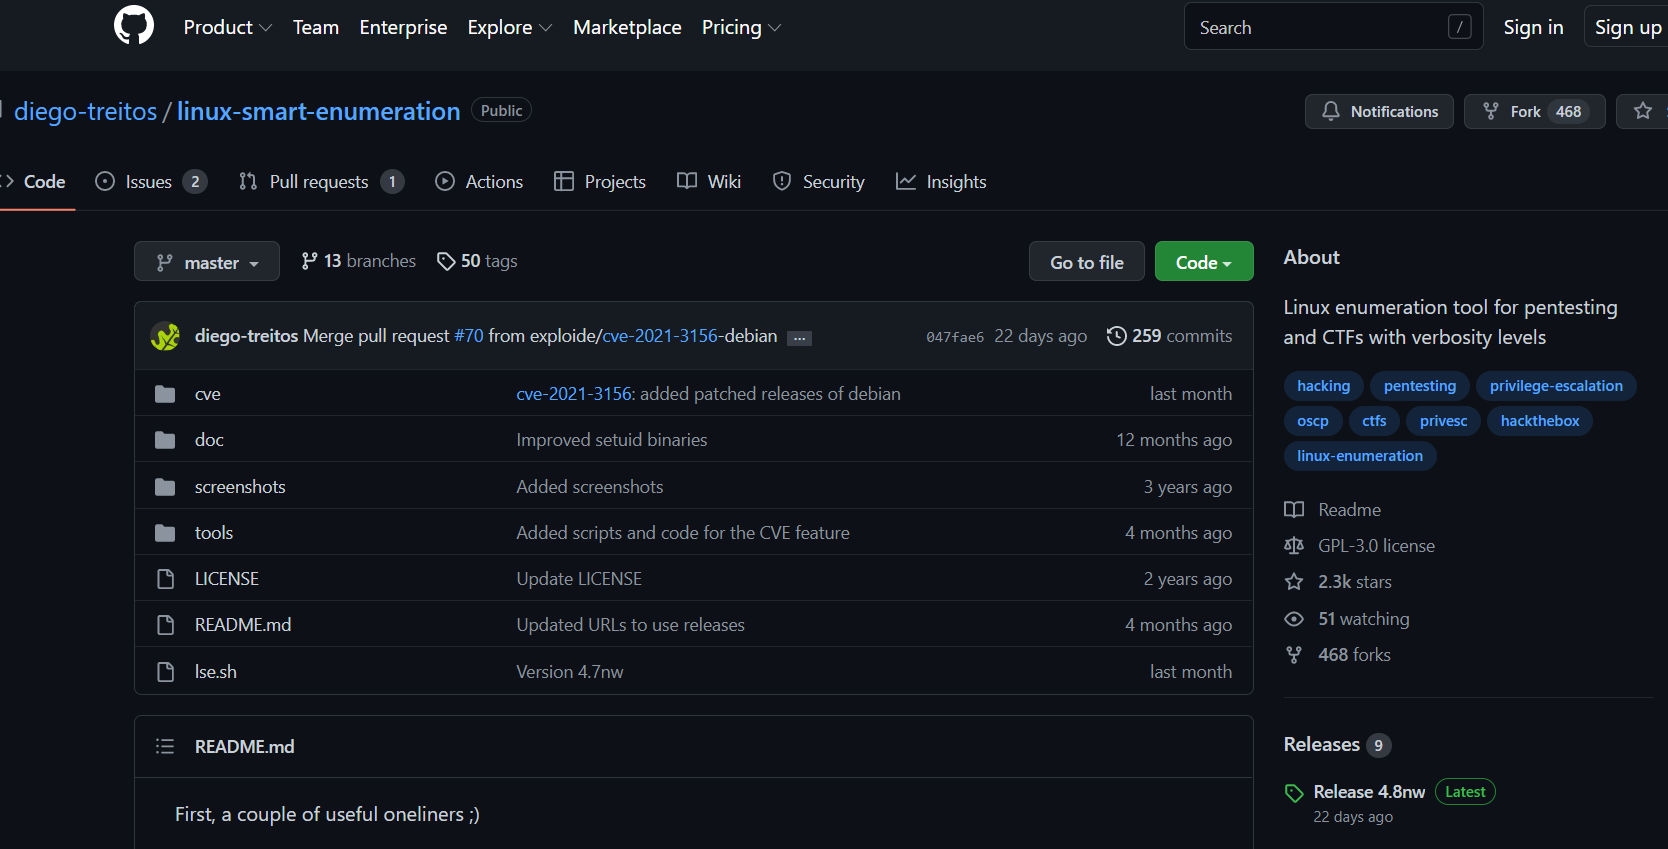 Product Team Enterprise Explore Marketplace Pricing Search / Sign in Sign up
diego-treitos / linux-smart-enumeration Public Notifications Fork 468
Code Issues 2 Pull requests 1 Actions Projects Wiki Security Insights
master 13 branches 50 tags Go to file Code
diego-treitos Merge pull request #70 from exploide/cve-2021-3156-debian ... 047fae6 22 days ago 259 commits
cve cve-2021-3156: added patched releases of debian last month
doc Improved setuid binaries 12 months ago
screenshots Added screenshots 3 years ago
tools Added scripts and code for the CVE feature 4 months ago
LICENSE Update LICENSE 2 years ago
README.md Updated URLs to use releases 4 months ago
lse.sh Version 4.7nw last month
README.md
First, a couple of useful oneliners ;)
About
Linux enumeration tool for pentesting
and CTFs with verbosity levels
hacking pentesting privilege-escalation
oscp ctfs privesc hackthebox
linux-enumeration
Readme
GPL-3.0 license
2.3k stars
51 watching
468 forks
Releases 9
Release 4.8nw Latest
22 days ago